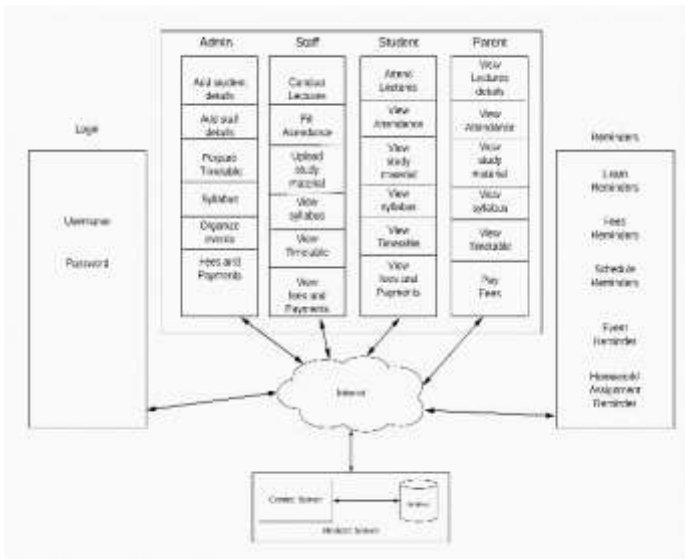 Admin
Staff
Student
Parent
Add student
details
Add staff
details
Prepare
Timetable
Syllabus
Organize
events
Fees and
Payments
Conduct
Lectures
Fill
Attendance
Upload
study
material
View
syllabus
View
Timetable
View
fees and
Payments
Attend
Lectures
View
Attendance
View
study
material
View
syllabus
View
Timetable
View
fees and
Payments
View
Lectures
details
View
Attendance
View
study
material
View
syllabus
View
Timetable
Pay
Fees
Login
Username
Password
Reminders
Reminders
Fees
Reminders
Schedule
Reminders
Event
Reminder
Homework/
Assignment
Reminder
Internet
Server
Server